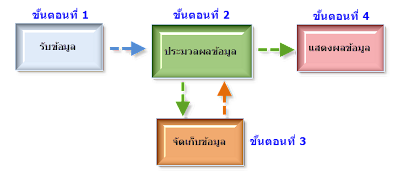 ขั้นตอนที่ 1
ขั้นตอนที่ 2
ขั้นตอนที่ 4
รับข้อมูล
ประมวลผลข้อมูล
แสดงผลข้อมูล
จัดเก็บข้อมูล
ขั้นตอนที่ 3